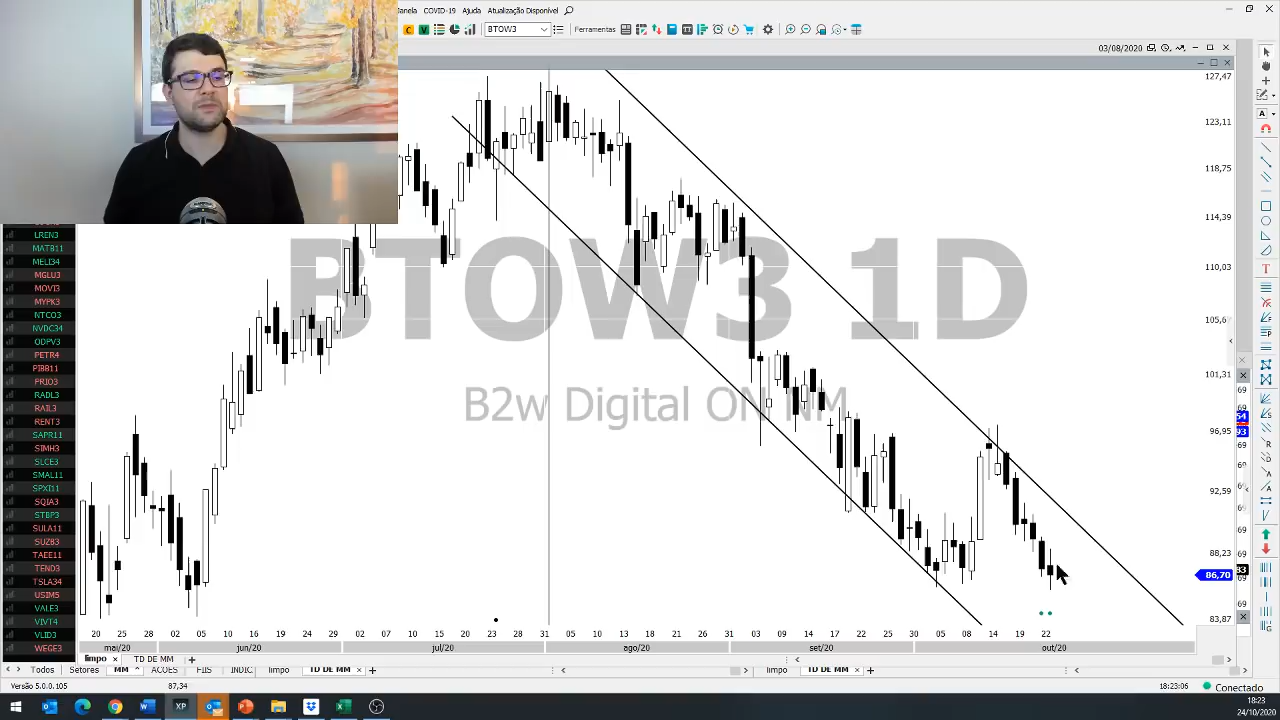 Janela COVID-19 Ajuda Atualização Disponível
BTOW3 Ferramentas
03/08/2020
BTOW3 1D
B2w Digital ON NM
LREN3
MATB11
MELI34
MGLU3
MOVI3
MYPK3
NTCO3
NVDC34
ODPV3
PETR4
PIBB11
PRIO3
RADL3
RAIL3
RENT3
SAPR11
SIMH3
SLCE3
SMAL11
SPXI11
SQIA3
STBP3
SULA11
SUZB3
TAEE11
TEND3
TSLA34
USIM5
VALE3
VIVT4
VLID3
WEGE3
127,47
123,11
118,75
114,39
110,03
105,6
101,31
96,95
92,59
88,23
86,70
83,87
20 25 28 02 05 10 16 19 24 29 02 07 10 15 20 23 28 31 05 10 13 18 21 26 31 03 09 14 17 22 25 30 05 08 14 19 22
mai/20 jun/20 jul/20 ago/20 set/20 out/20
limpo TD DE MM limpo TD DE MM
Todos Setores MM ACOES FIIS INDIC limpo TD DE MM
Versão 5.0.0.105 87,34 18:23:06 Conectado
18:23
24/10/2020